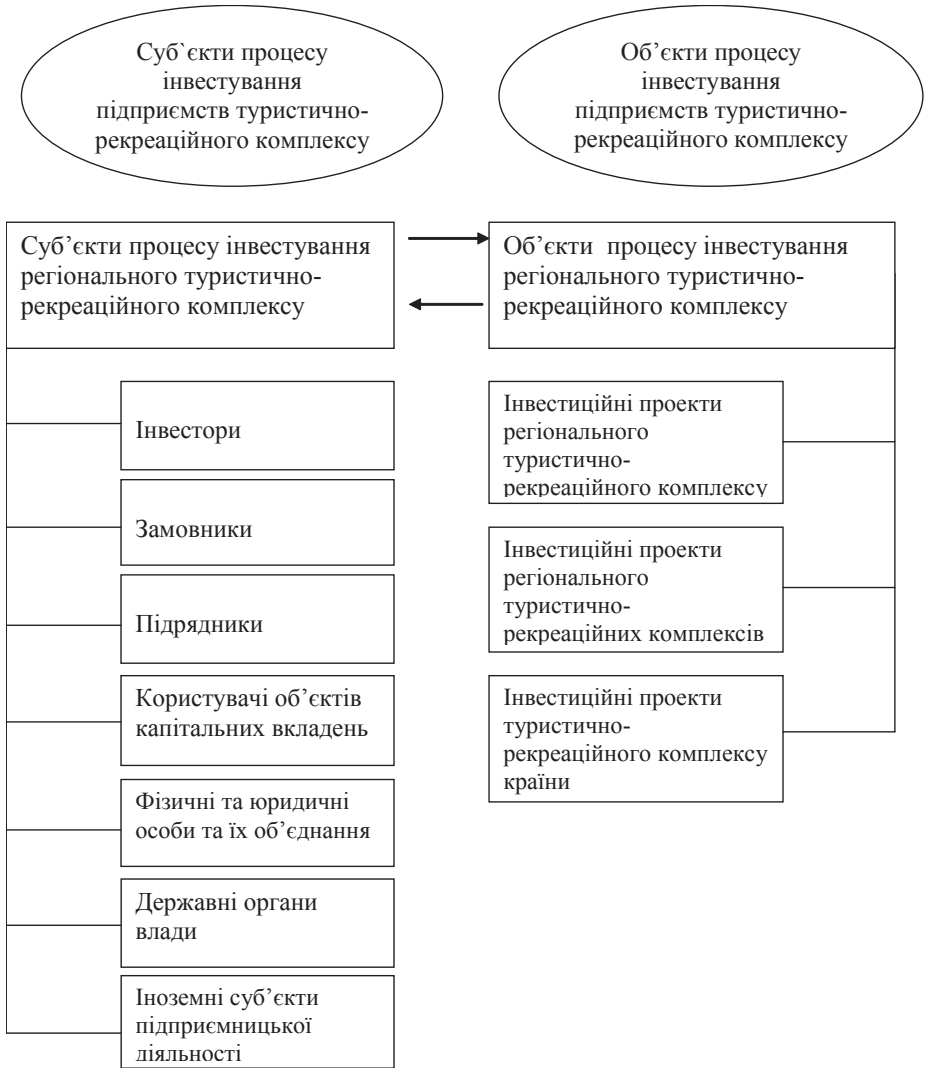 Суб`єкти процесу
інвестування
підприємств туристично-
рекреаційного комплексу
Об’єкти процесу
інвестування
підприємств туристично-
рекреаційного комплексу
Суб’єкти процесу інвестування
регіонального туристично-
рекреаційного комплексу
Об’єкти процесу інвестування
регіонального туристично-
рекреаційного комплексу
Інвестори
Замовники
Підрядники
Користувачі об’єктів
капітальних вкладень
Фізичні та юридичні
особи та їх об’єднання
Державні органи
влади
Іноземні суб’єкти
підприємницької
діяльності
Інвестиційні проекти
регіонального
туристично-
рекреаційного комплексу
Інвестиційні проекти
регіонального
туристично-
рекреаційних комплексів
Інвестиційні проекти
туристично-
рекреаційного комплексу
країни